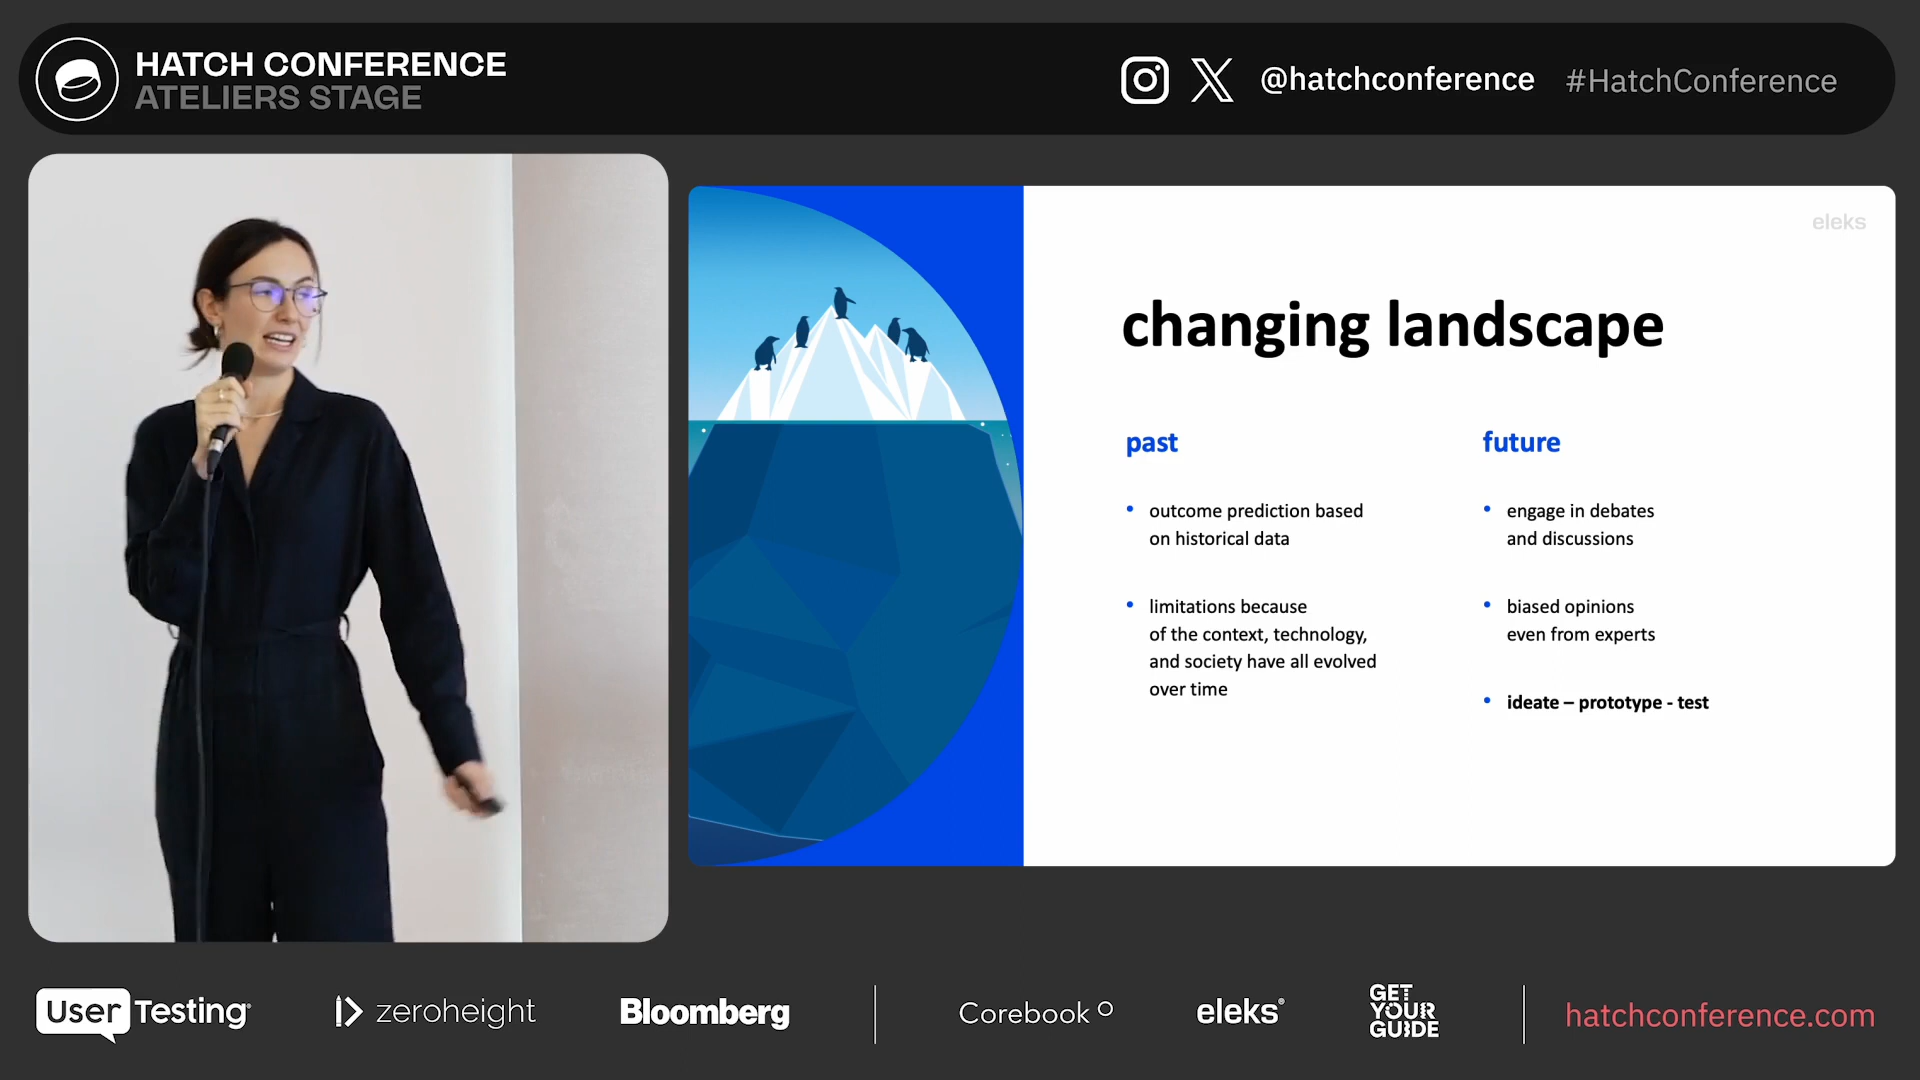 HATCH CONFERENCE
ATELIERS STAGE
@hatchconference #HatchConference
eleks
changing landscape
past
• outcome prediction based
on historical data
• limitations because
of the context, technology,
and society have all evolved
over time
future
• engage in debates
and discussions
• biased opinions
even from experts
• ideate – prototype - test
User Testing
zeroheight
Bloomberg
Corebook
eleks®
GET
YOUR
GUIDE
hatchconference.com